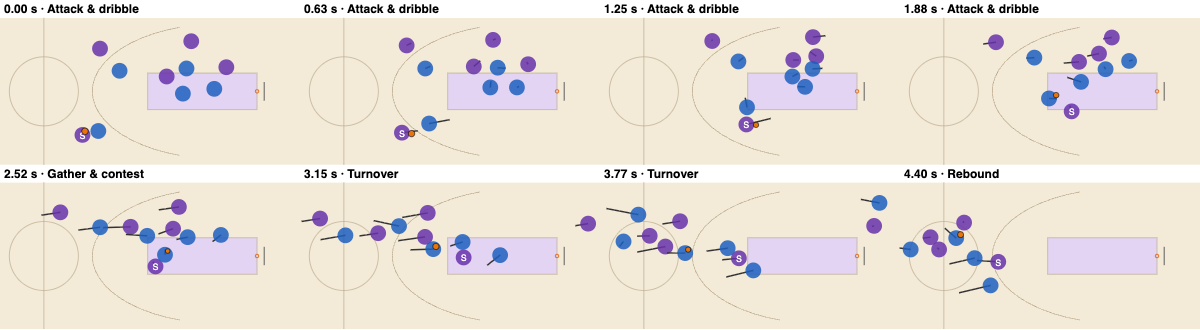 0.00 s · Attack & dribble
0.63 s · Attack & dribble
1.25 s · Attack & dribble
1.88 s · Attack & dribble
S
S
S
S
2.52 s · Gather & contest
3.15 s · Turnover
3.77 s · Turnover
4.40 s · Rebound
S
S
S
S